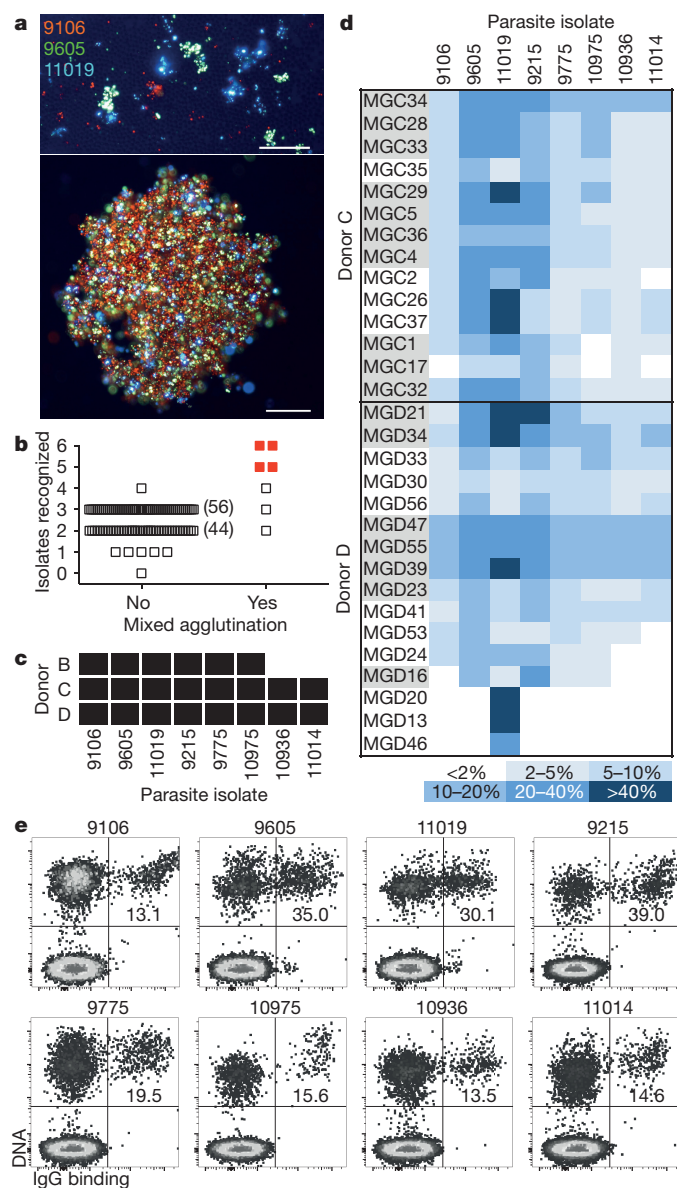 a
9106
9605
11019
b
Isolates recognized
6
5
4
3
2
1
0
(56)
(44)
No
Yes
Mixed agglutination
c
Donor
B
C
D
9106
9605
11019
9215
9775
10975
10936
11014
Parasite isolate
d
Parasite isolate
9106
9605
11019
9215
9775
10975
10936
11014
Donor C
MGC34
MGC28
MGC33
MGC35
MGC29
MGC5
MGC36
MGC4
MGC2
MGC26
MGC37
MGC1
MGC17
MGC32
Donor D
MGD21
MGD34
MGD33
MGD30
MGD56
MGD47
MGD55
MGD39
MGD23
MGD41
MGD53
MGD24
MGD16
MGD20
MGD13
MGD46
<2% 2–5% 5–10%
10–20% 20–40% >40%
e
9106
13.1
9605
35.0
11019
30.1
9215
39.0
9775
19.5
10975
15.6
10936
13.5
11014
14.6
DNA
IgG binding